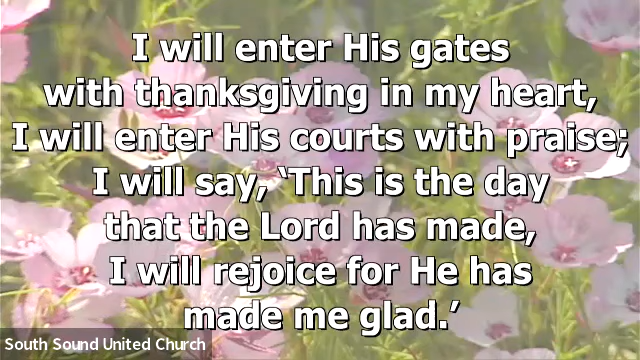 I will enter His gates
with thanksgiving in my heart,
I will enter His courts with praise;
I will say, ‘This is the day
that the Lord has made,
I will rejoice for He has
made me glad.’
South Sound United Church